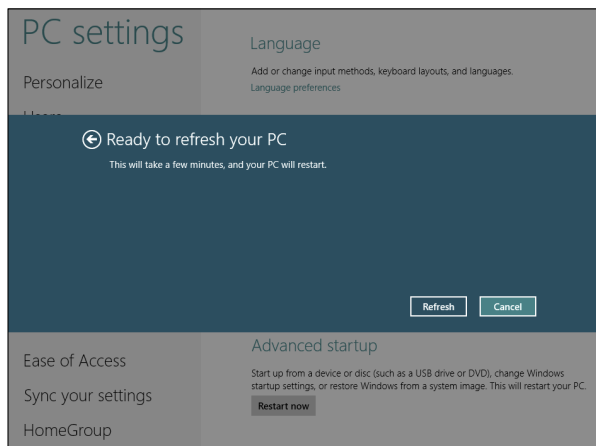 PC settings
Personalize
Language
Add or change input methods, keyboard layouts, and languages.
Language preferences
Ready to refresh your PC
This will take a few minutes, and your PC will restart.
Refresh
Cancel
Ease of Access
Sync your settings
HomeGroup
Advanced startup
Start up from a device or disc (such as a USB drive or DVD), change Windows
startup settings, or restore Windows from a system image. This will restart your PC.
Restart now